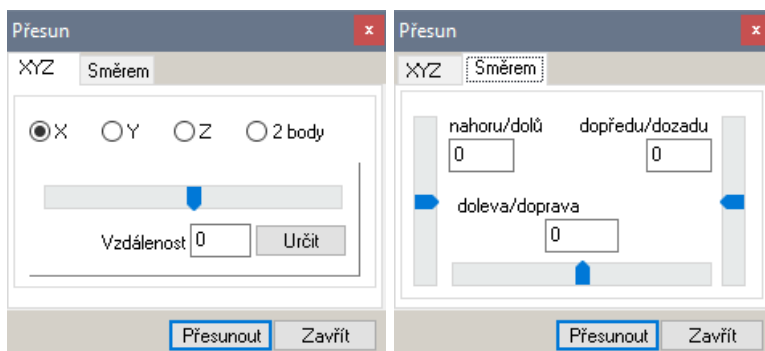 Přesun x
XYZ Směrem
X Y Z 2 body
Vzdálenost 0 Určit
Přesunout Zavřít
Přesun x
XYZ Směrem
nahoru/dolů dopředu/dozadu
0 0
doleva/doprava
0
Přesunout Zavřít